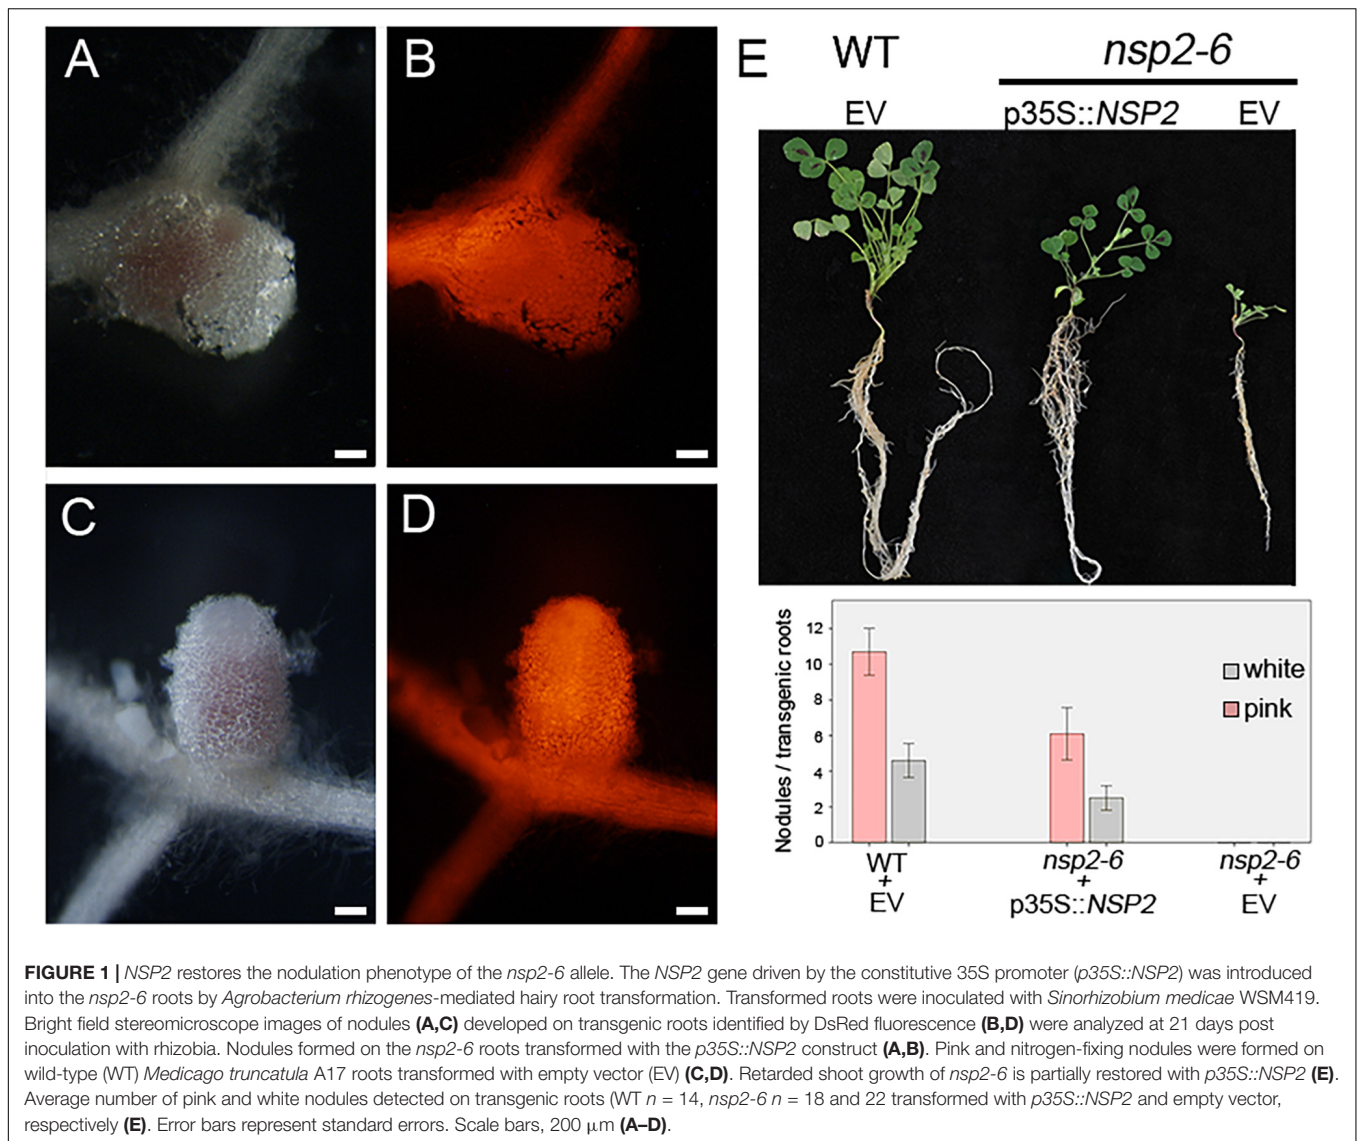 A
B
C
D
E
WT
nsp2-6
EV
p35S::NSP2
EV
Nodules / transgenic roots
12
10
8
6
4
2
0
white
pink
WT
+
EV
nsp2-6
+
p35S::NSP2
nsp2-6
+
EV
FIGURE 1 | NSP2 restores the nodulation phenotype of the nsp2-6 allele. The NSP2 gene driven by the constitutive 35S promoter (p35S::NSP2) was introduced
into the nsp2-6 roots by Agrobacterium rhizogenes-mediated hairy root transformation. Transformed roots were inoculated with Sinorhizobium medicae WSM419.
Bright field stereomicroscope images of nodules (A,C) developed on transgenic roots identified by DsRed fluorescence (B,D) were analyzed at 21 days post
inoculation with rhizobia. Nodules formed on the nsp2-6 roots transformed with the p35S::NSP2 construct (A,B). Pink and nitrogen-fixing nodules were formed on
wild-type (WT) Medicago truncatula A17 roots transformed with empty vector (EV) (C,D). Retarded shoot growth of nsp2-6 is partially restored with p35S::NSP2 (E).
Average number of pink and white nodules detected on transgenic roots (WT n = 14, nsp2-6 n = 18 and 22 transformed with p35S::NSP2 and empty vector,
respectively (E). Error bars represent standard errors. Scale bars, 200 μm (A–D).